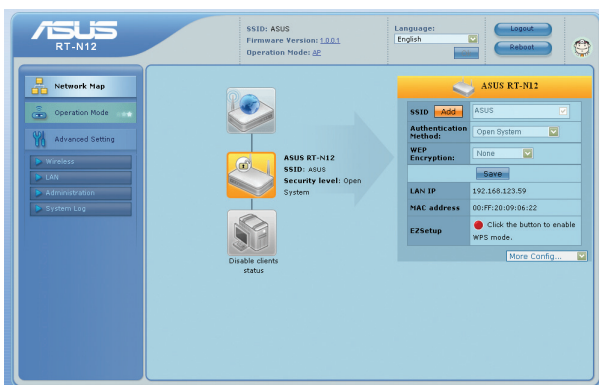 ASUS
RT-N12
SSID: ASUS
Firmware Version: 1.0.0.1
Operation Mode: AP
Language:
English
Logout
Reboot
Network Map
Operation Mode
Advanced Setting
Wireless
LAN
Administration
System Log
ASUS RT-N12
SSID: ASUS
Security level: Open
System
Disable clients
status
ASUS RT-N12
SSID Add ASUS
Authentication
Method: Open System
WEP
Encryption: None
Save
LAN IP 192.168.123.59
MAC address 00:FF:20:09:06:22
EZSetup Click the button to enable
WPS mode.
More Config...